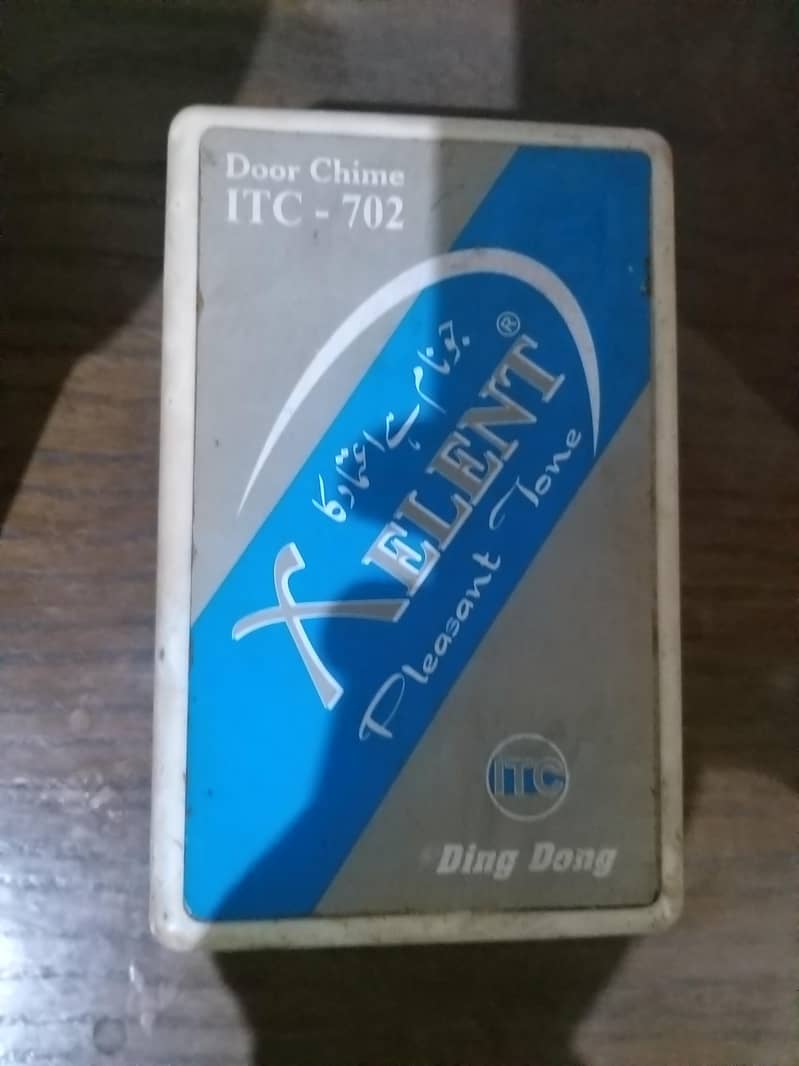 Door Chime
ITC - 702
جو نام ہے اعتماد کا
XELENT®
Pleasant Tone
ITC
Ding Dong